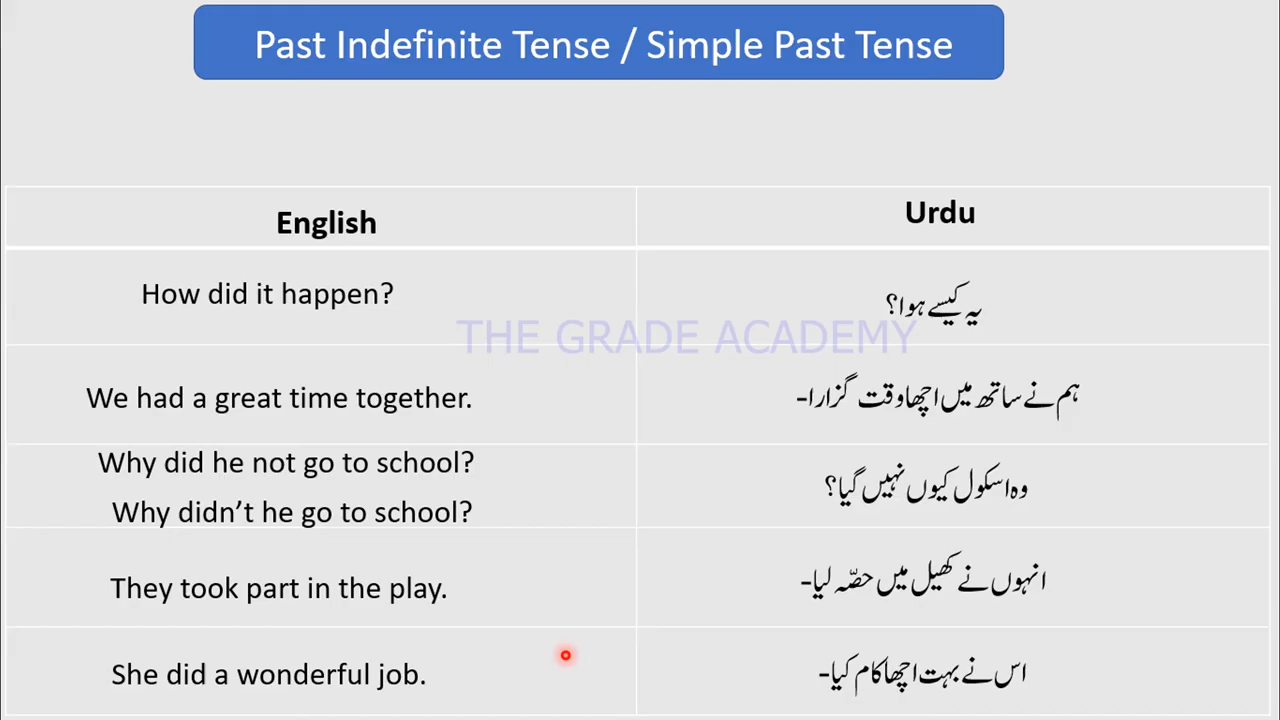 Past Indefinite Tense / Simple Past Tense
English
Urdu
How did it happen?
یہ کیسے ہوا؟
THE GRADE ACADEMY
We had a great time together.
ہم نے ساتھ میں اچھا وقت گزارا-
Why did he not go to school?
Why didn’t he go to school?
وہ اسکول کیوں نہیں گیا؟
They took part in the play.
انہوں نے کھیل میں حصّہ لیا-
She did a wonderful job.
اس نے بہت اچھا کام کیا-